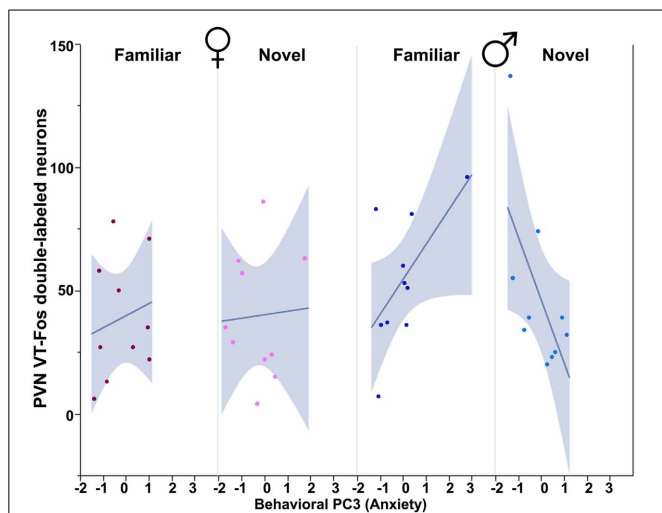 150
♀ ♂
Familiar Novel Familiar Novel
100
PVN VT-Fos double-labeled neurons
50
0
-2 -1 0 1 2 -2 -1 0 1 2 3 -2 -1 0 1 2 3 -2 -1 0 1 2 3
Behavioral PC3 (Anxiety)